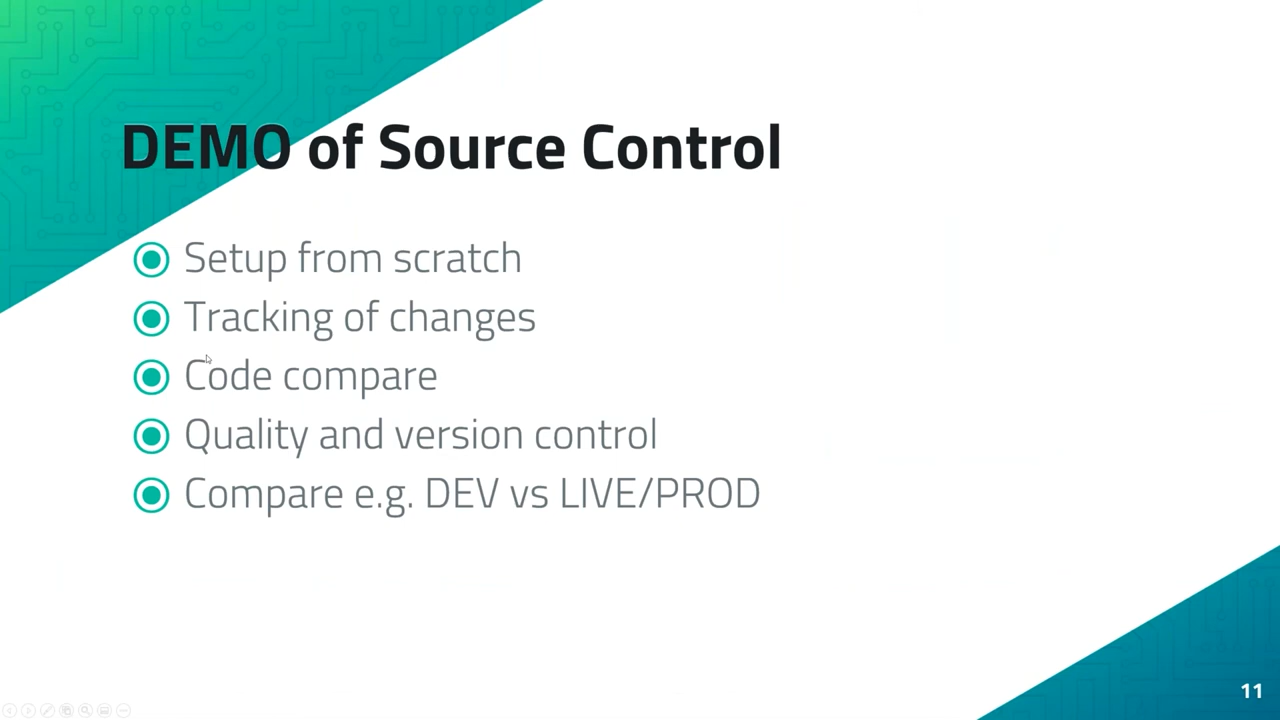 DEMO of Source Control
Setup from scratch
Tracking of changes
Code compare
Quality and version control
Compare e.g. DEV vs LIVE/PROD
11